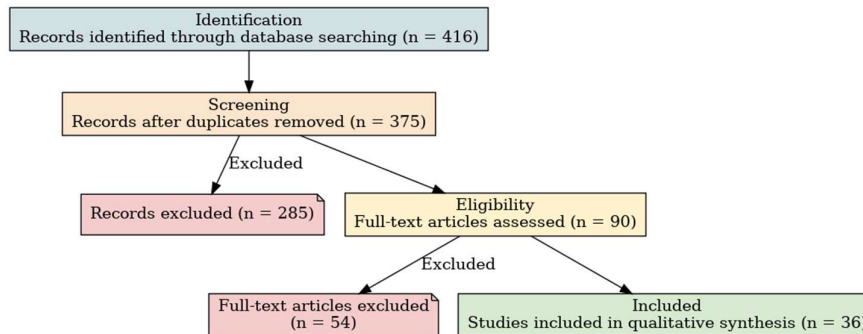 Identification
Records identified through database searching (n = 416)
Screening
Records after duplicates removed (n = 375)
Excluded
Records excluded (n = 285)
Eligibility
Full-text articles assessed (n = 90)
Excluded
Full-text articles excluded
(n = 54)
Included
Studies included in qualitative synthesis (n = 36